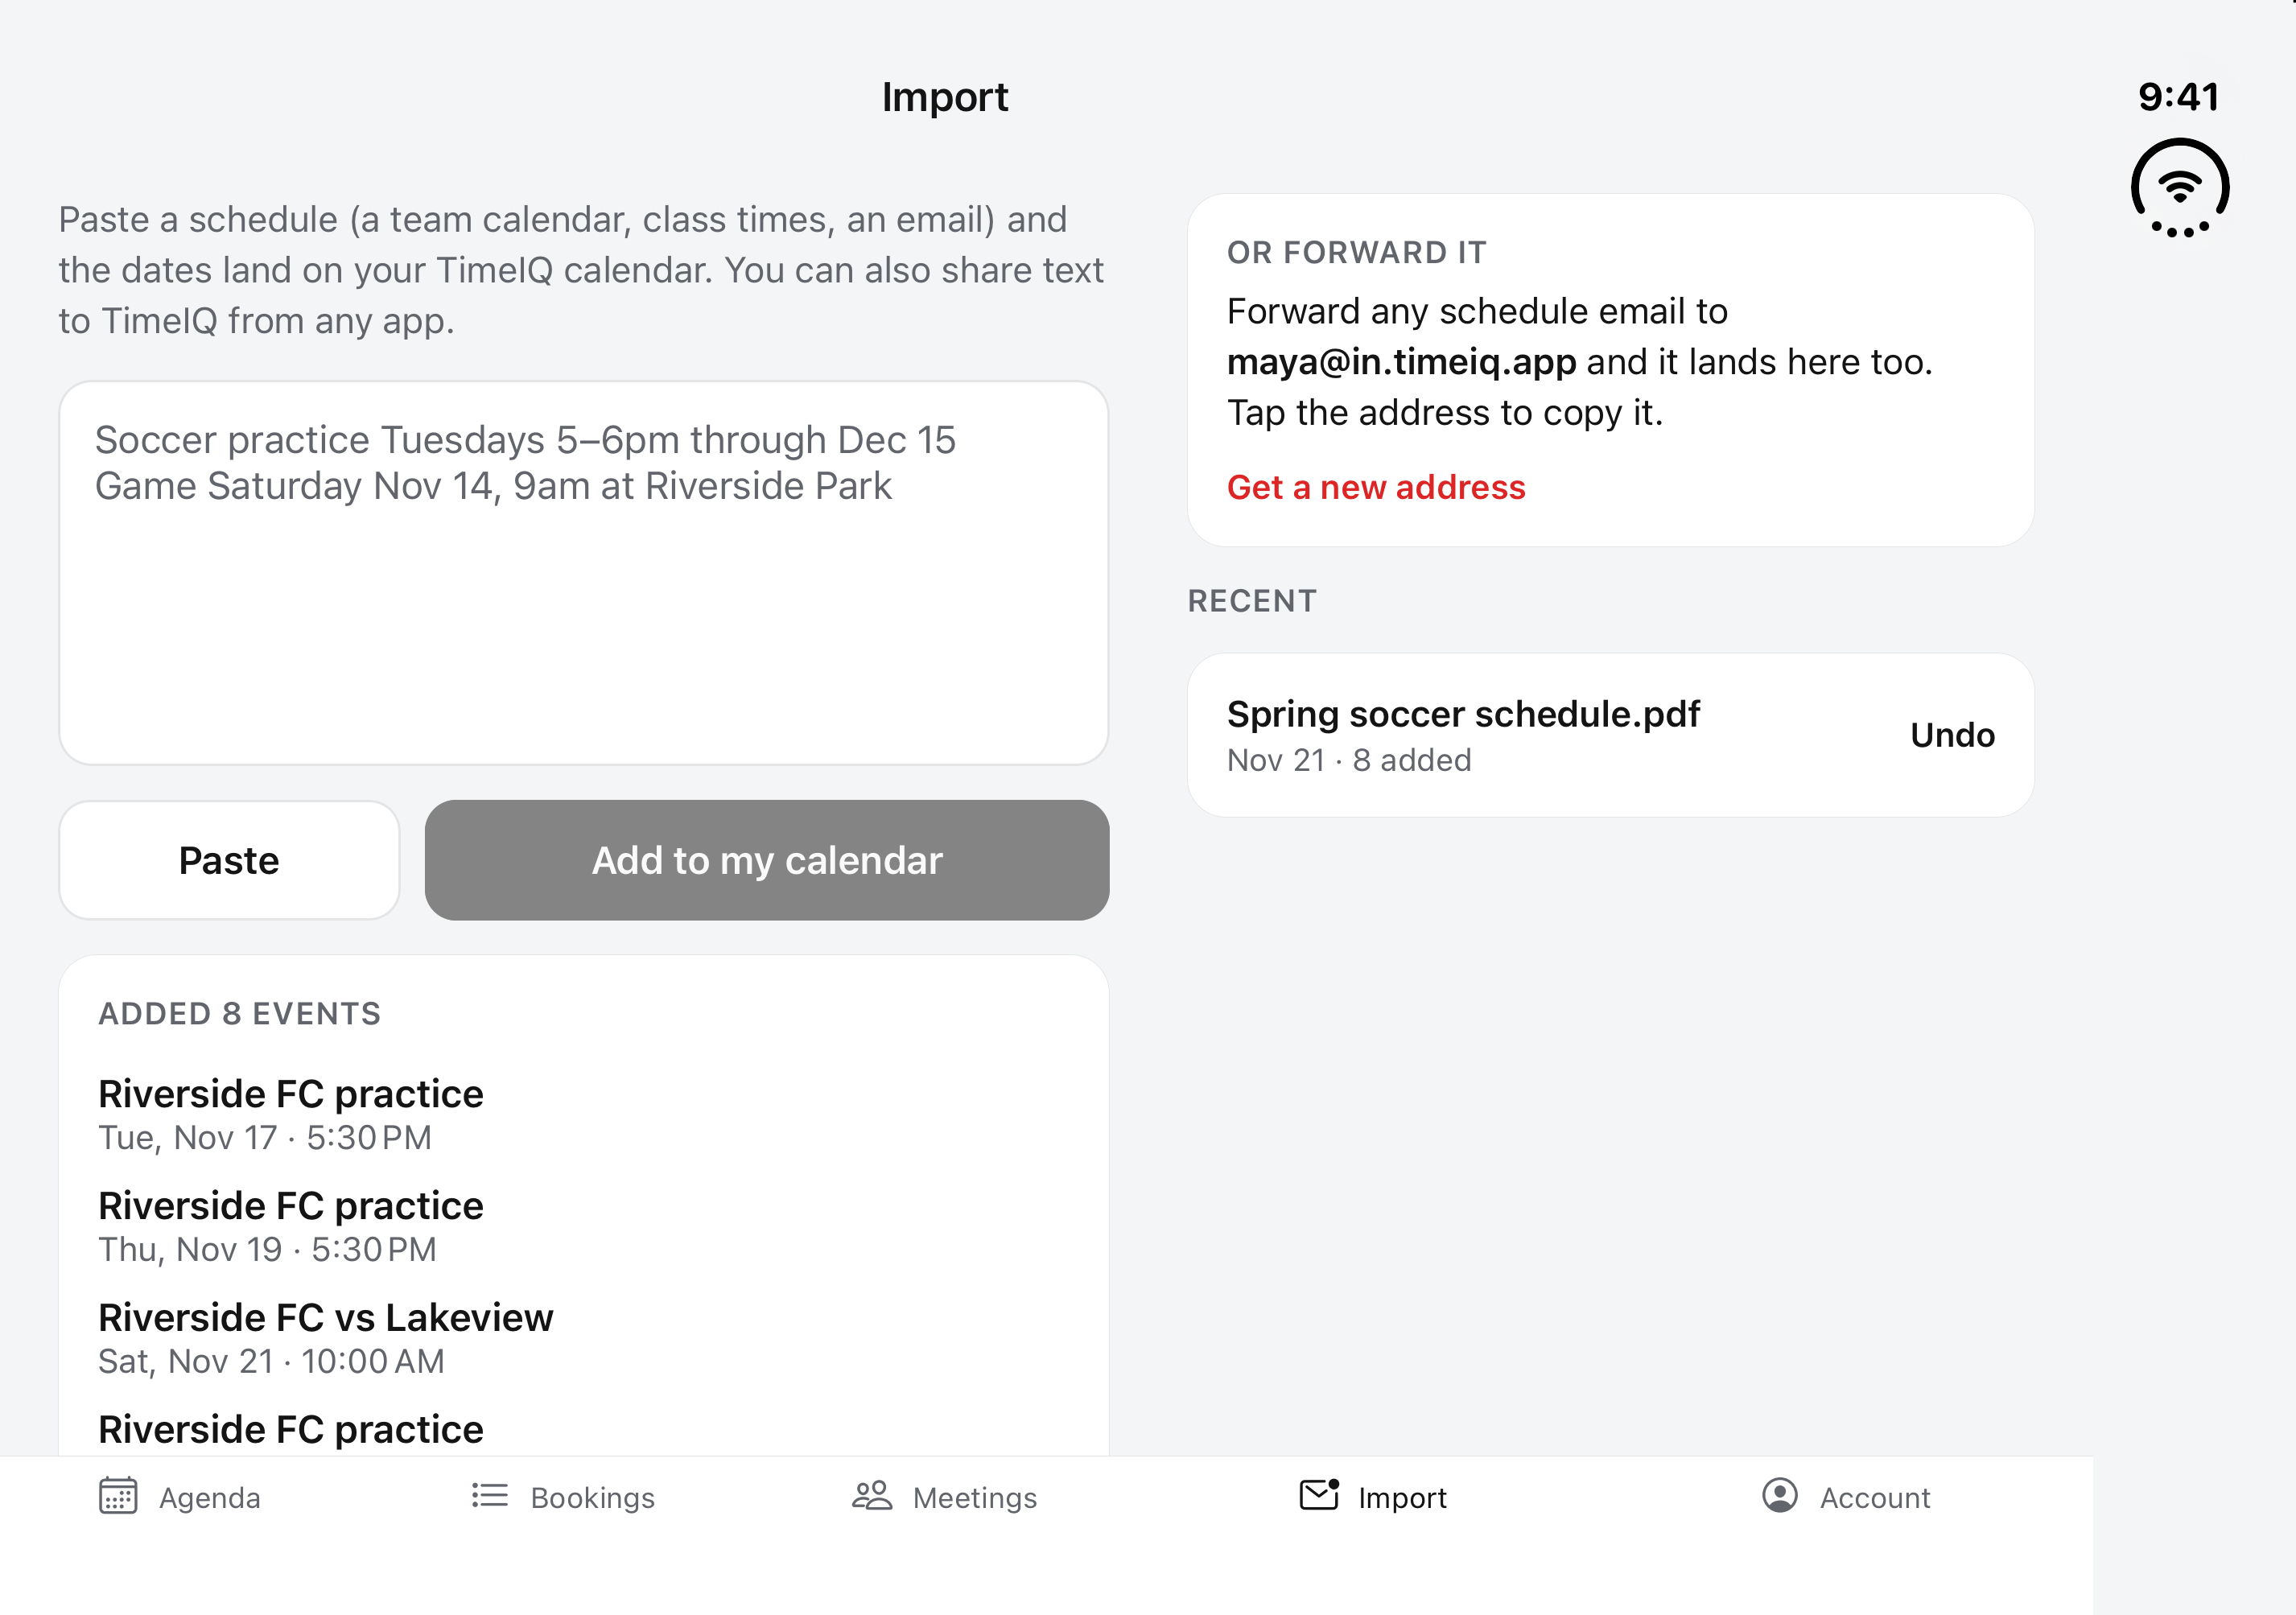 Import
9:41
Paste a schedule (a team calendar, class times, an email) and
the dates land on your TimeIQ calendar. You can also share text
to TimeIQ from any app.
Soccer practice Tuesdays 5–6pm through Dec 15
Game Saturday Nov 14, 9am at Riverside Park
Paste
Add to my calendar
ADDED 8 EVENTS
Riverside FC practice
Tue, Nov 17 · 5:30 PM
Riverside FC practice
Thu, Nov 19 · 5:30 PM
Riverside FC vs Lakeview
Sat, Nov 21 · 10:00 AM
Riverside FC practice
OR FORWARD IT
Forward any schedule email to
maya@in.timeiq.app and it lands here too.
Tap the address to copy it.
Get a new address
RECENT
Spring soccer schedule.pdf
Nov 21 · 8 added
Undo
Agenda
Bookings
Meetings
Import
Account